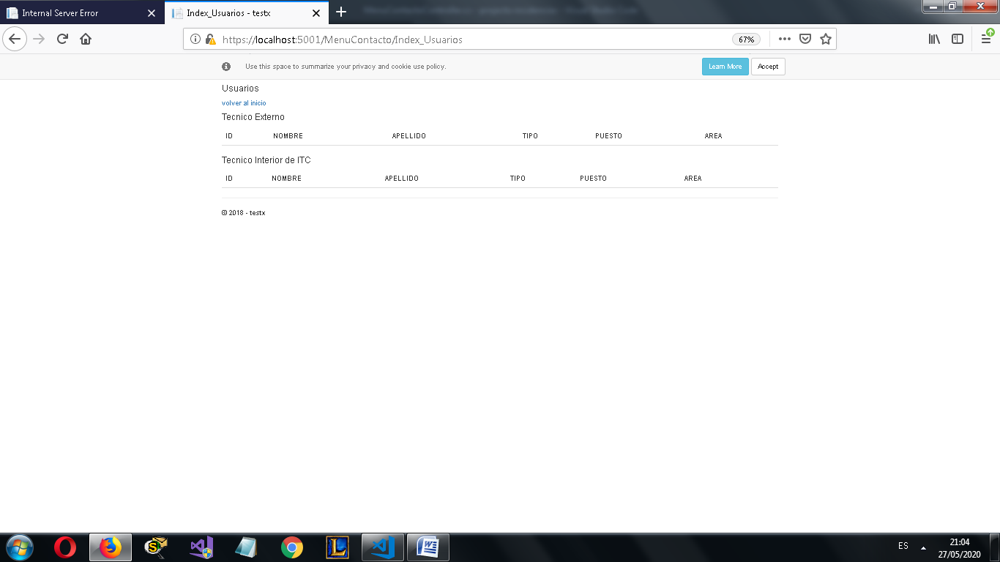 Internal Server Error
Index_Usuarios - testx
https://localhost:5001/MenuContacto/Index_Usuarios
67%
Use this space to summarize your privacy and cookie use policy.
Learn More
Accept
Usuarios
volver al inicio
Tecnico Externo
ID NOMBRE APELLIDO TIPO PUESTO AREA
Tecnico Interior de ITC
ID NOMBRE APELLIDO TIPO PUESTO AREA
© 2018 - testx
ES
21:04
27/05/2020